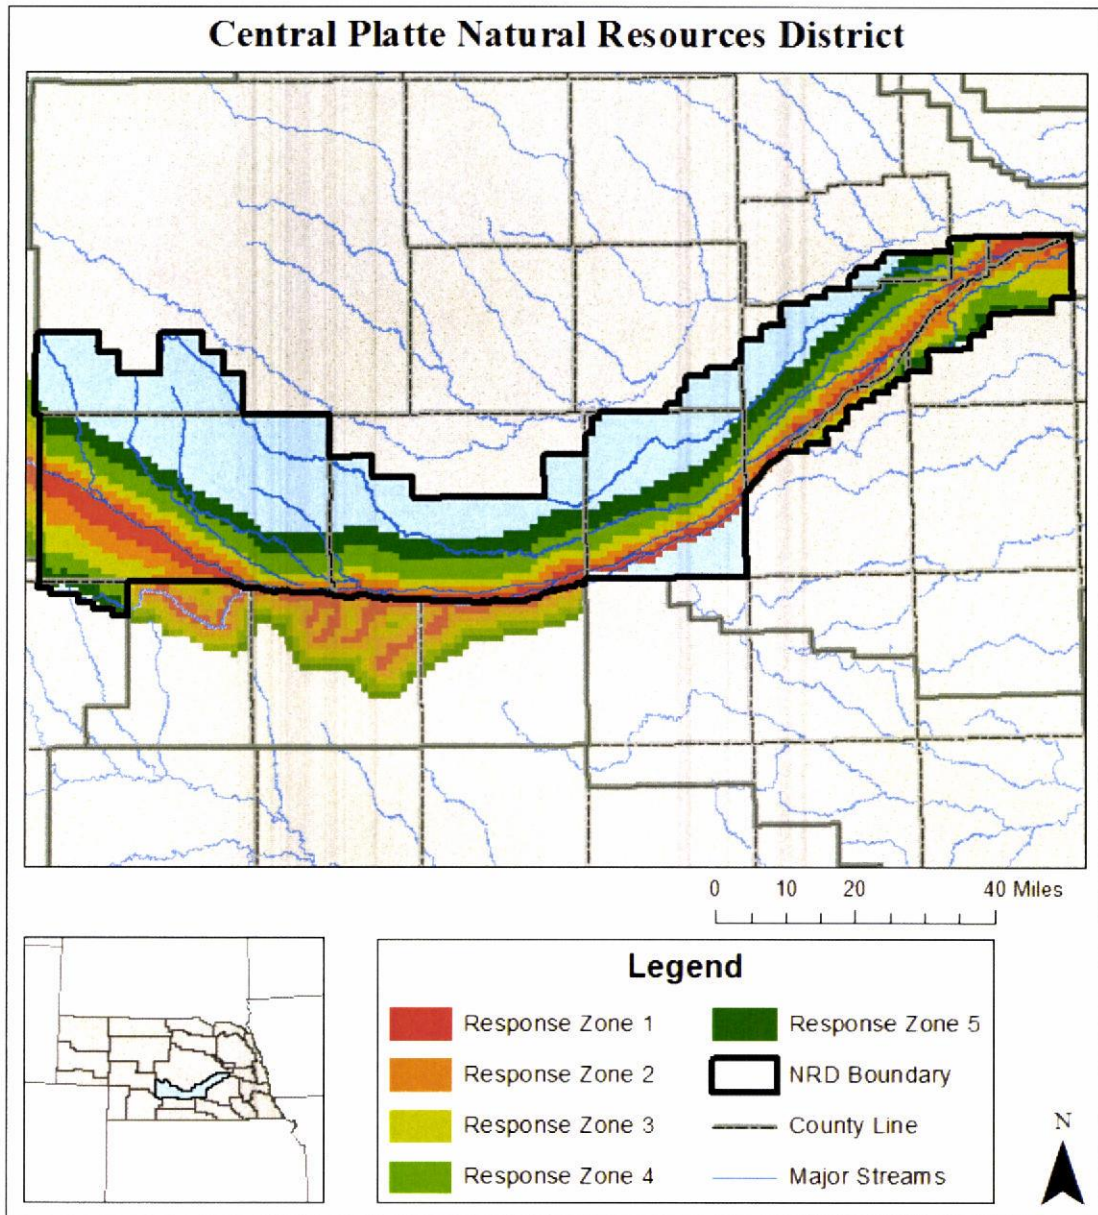 Central Platte Natural Resources District
0 10 20 40 Miles
Legend
Response Zone 1
Response Zone 2
Response Zone 3
Response Zone 4
Response Zone 5
NRD Boundary
County Line
Major Streams
N